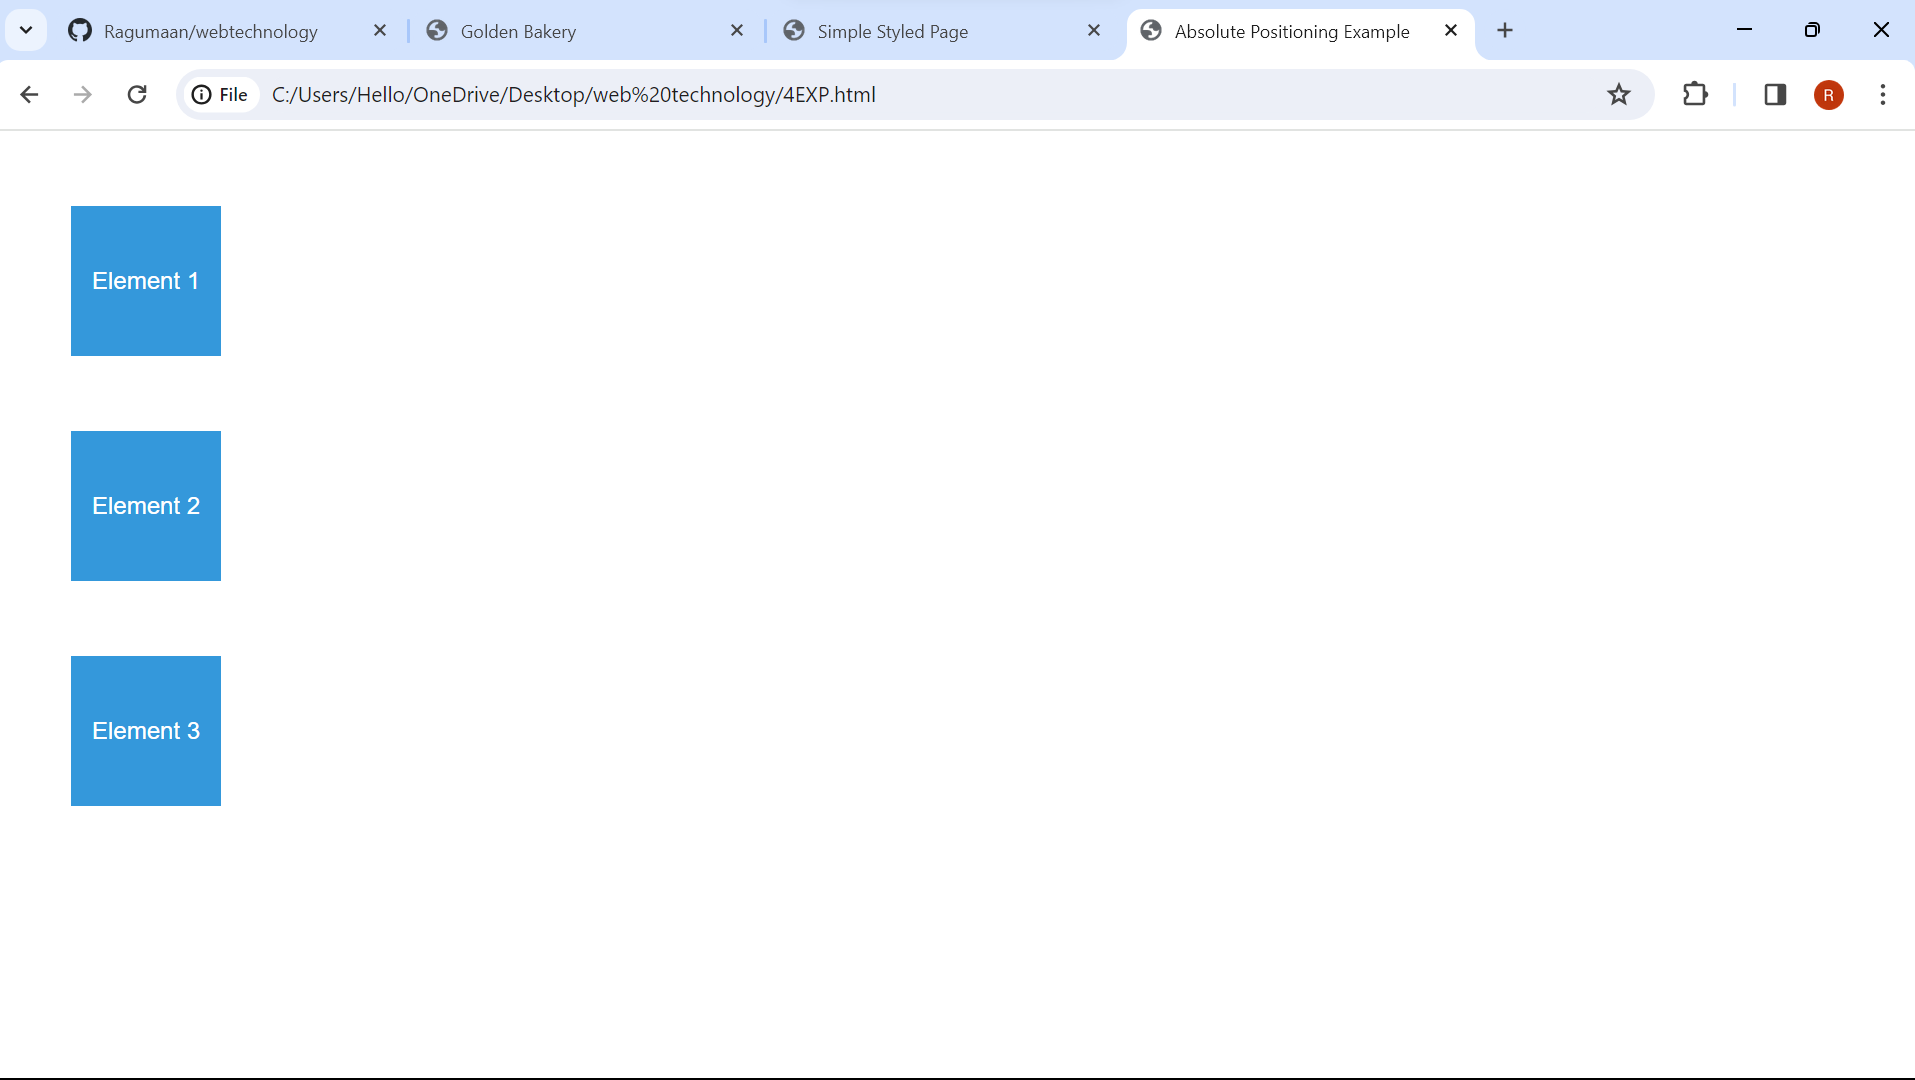 Ragumaan/webtechnology
Golden Bakery
Simple Styled Page
Absolute Positioning Example
File
C:/Users/Hello/OneDrive/Desktop/web%20technology/4EXP.html
R
Element 1
Element 2
Element 3